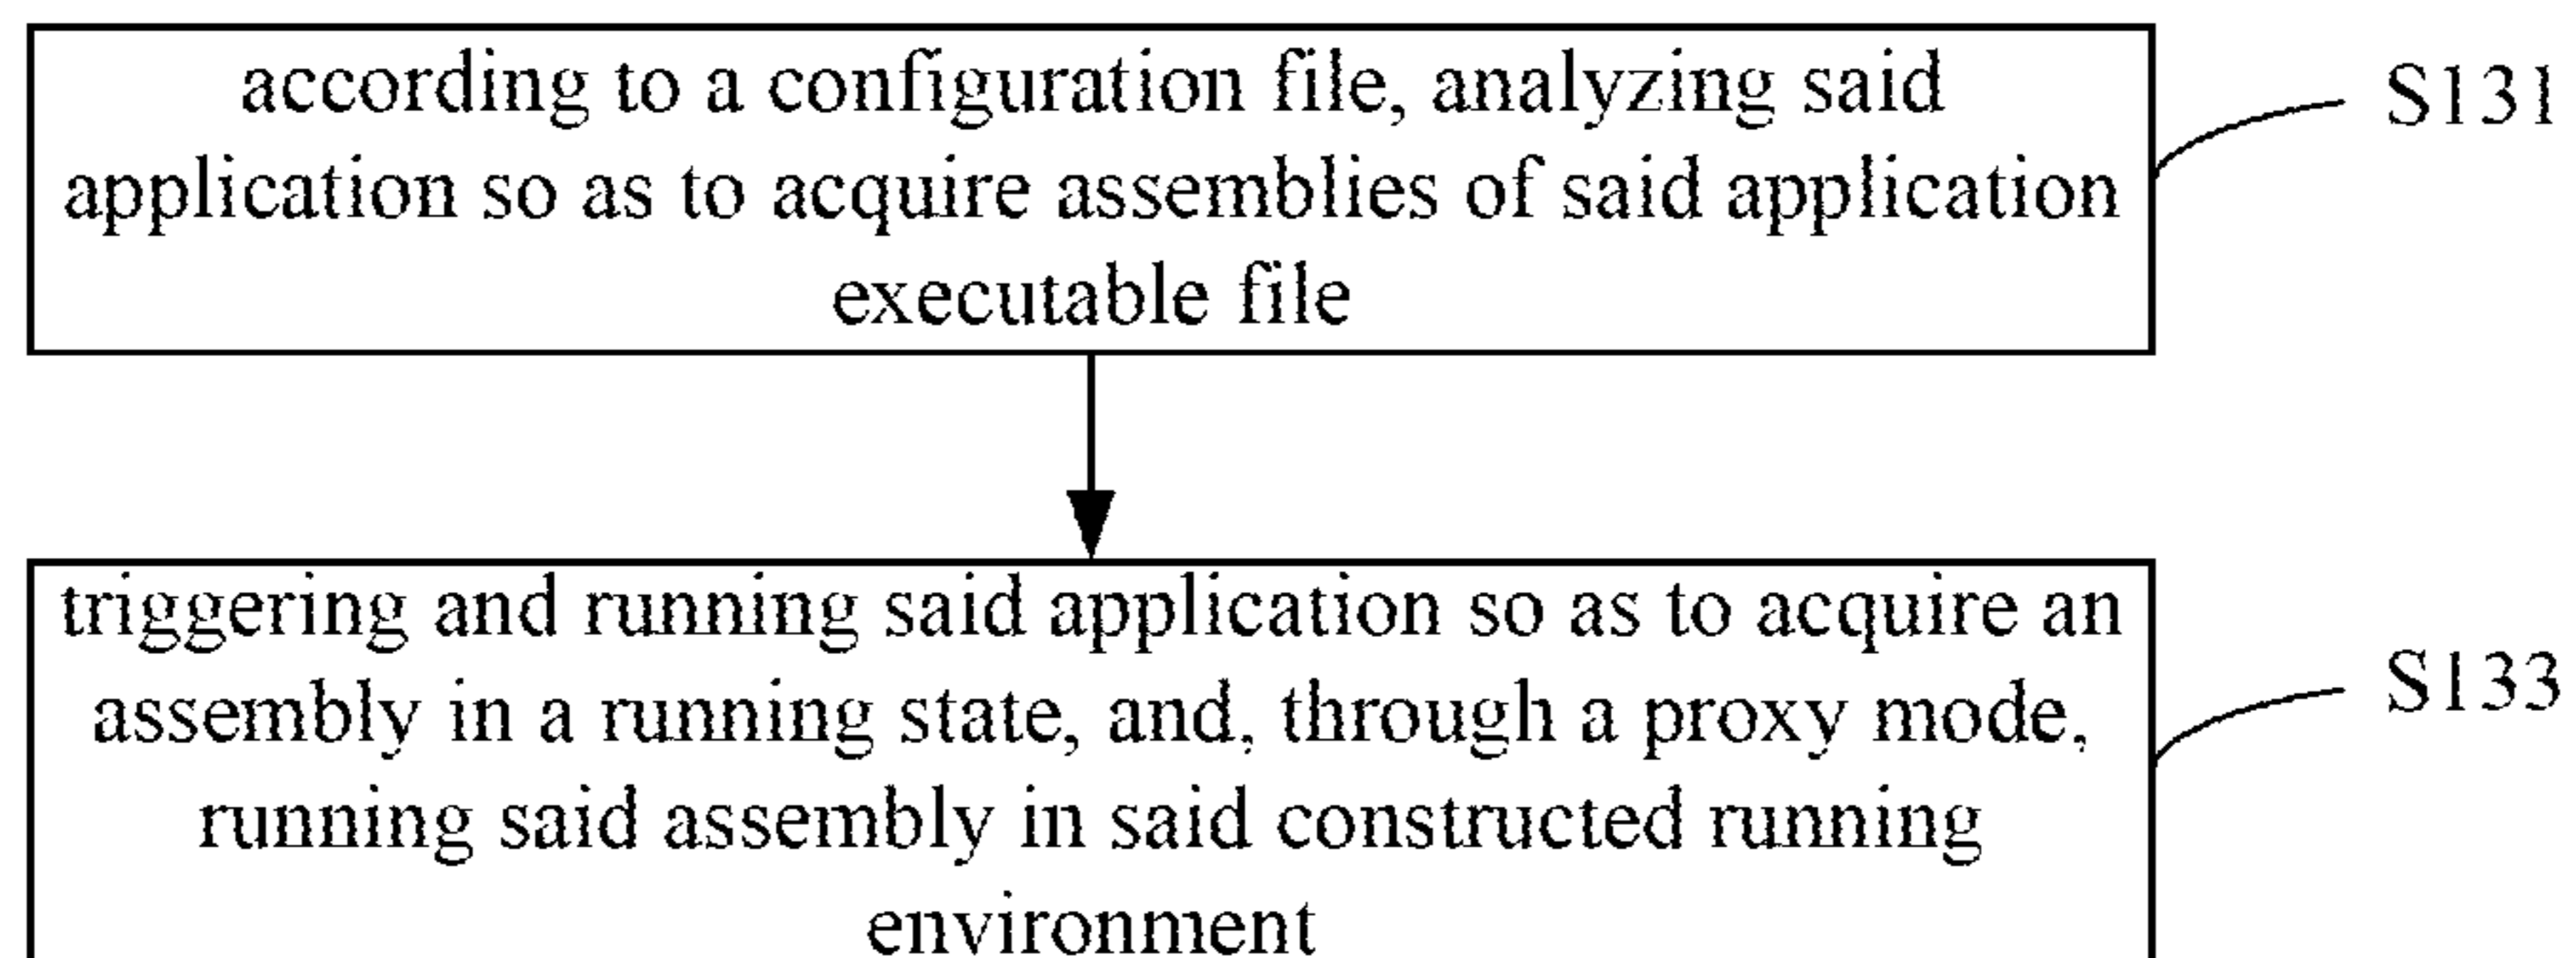 according to a configuration file, analyzing said
application so as to acquire assemblies of said application
executable file
S131
triggering and running said application so as to acquire an
assembly in a running state, and, through a proxy mode,
running said assembly in said constructed running
environment
S133